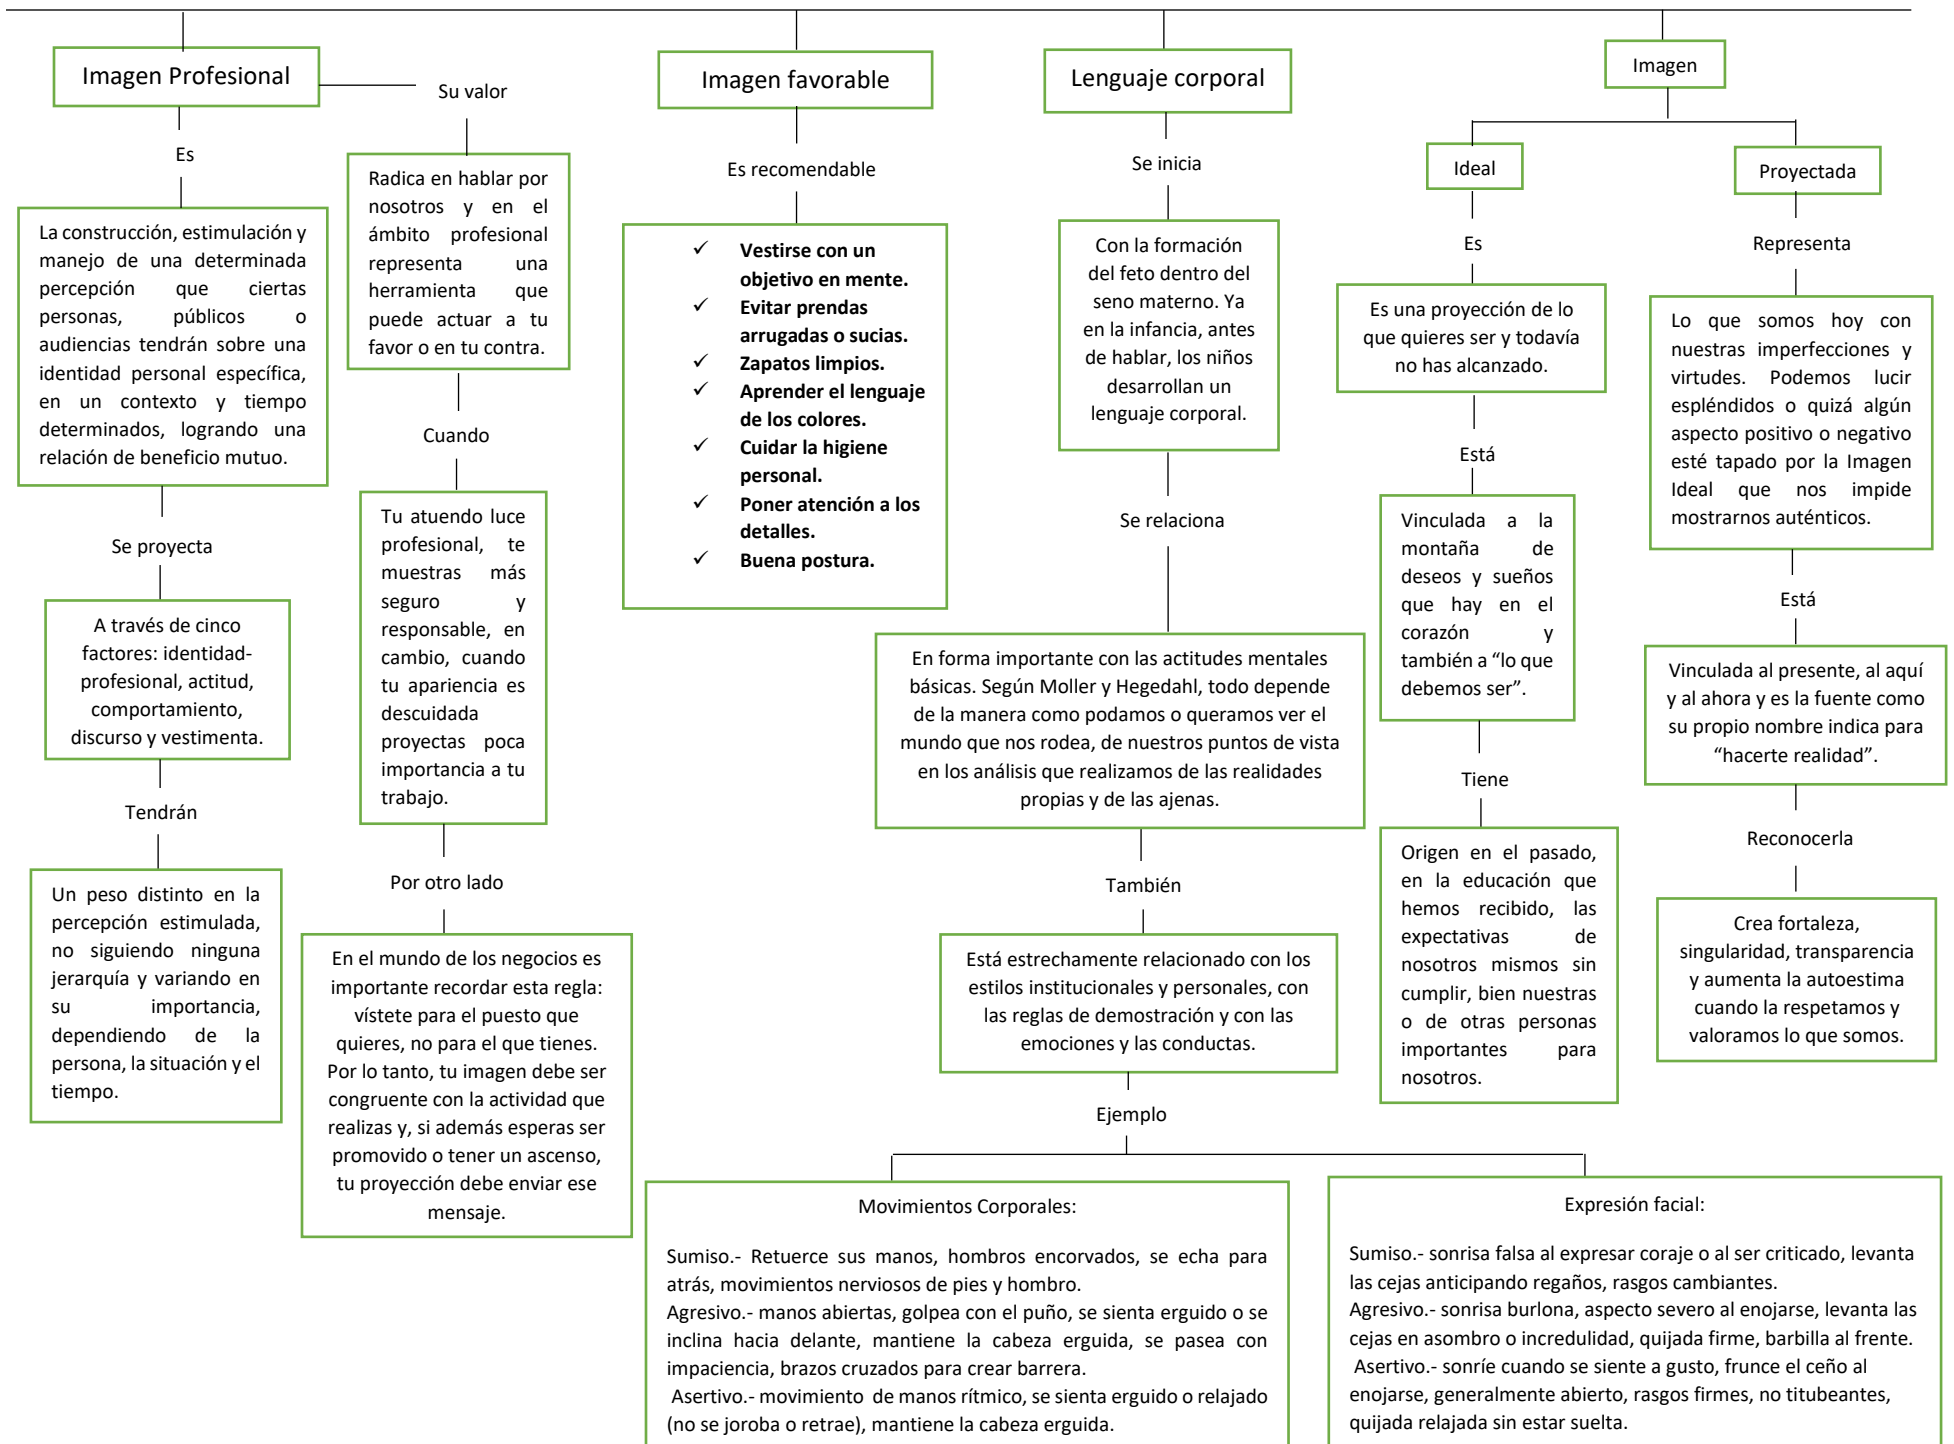 Imagen Profesional
Es
La construcción, estimulación y
manejo de una determinada
percepción que ciertas
personas, públicos o
audiencias tendrán sobre una
identidad personal específica,
en un contexto y tiempo
determinados, logrando una
relación de beneficio mutuo.
Se proyecta
A través de cinco
factores: identidad-
profesional, actitud,
comportamiento,
discurso y vestimenta.
Tendrán
Un peso distinto en la
percepción estimulada,
no siguiendo ninguna
jerarquía y variando en
su importancia,
dependiendo de la
persona, la situación y el
tiempo.
Su valor
Radica en hablar por
nosotros y en el
ámbito profesional
representa una
herramienta que
puede actuar a tu
favor o en tu contra.
Cuando
Tu atuendo luce
profesional, te
muestras más
seguro y
responsable, en
cambio, cuando
tu apariencia es
descuidada
proyectas poca
importancia a tu
trabajo.
Por otro lado
En el mundo de los negocios es
importante recordar esta regla:
vístete para el puesto que
quieres, no para el que tienes.
Por lo tanto, tu imagen debe ser
congruente con la actividad que
realizas y, si además esperas ser
promovido o tener un ascenso,
tu proyección debe enviar ese
mensaje.
Imagen favorable
Es recomendable
✓ Vestirse con un
objetivo en mente.
✓ Evitar prendas
arrugadas o sucias.
✓ Zapatos limpios.
✓ Aprender el lenguaje
de los colores.
✓ Cuidar la higiene
personal.
✓ Poner atención a los
detalles.
✓ Buena postura.
Lenguaje corporal
Se inicia
Con la formación
del feto dentro del
seno materno. Ya
en la infancia, antes
de hablar, los niños
desarrollan un
lenguaje corporal.
Se relaciona
En forma importante con las actitudes mentales
básicas. Según Moller y Hegedahl, todo depende
de la manera como podamos o queramos ver el
mundo que nos rodea, de nuestros puntos de vista
en los análisis que realizamos de las realidades
propias y de las ajenas.
También
Está estrechamente relacionado con los
estilos institucionales y personales, con
las reglas de demostración y con las
emociones y las conductas.
Ejemplo
Movimientos Corporales:
Sumiso.- Retuerce sus manos, hombros encorvados, se echa para
atrás, movimientos nerviosos de pies y hombro.
Agresivo.- manos abiertas, golpea con el puño, se sienta erguido o se
inclina hacia delante, mantiene la cabeza erguida, se pasea con
impaciencia, brazos cruzados para crear barrera.
Asertivo.- movimiento de manos rítmico, se sienta erguido o relajado
(no se joroba o retrae), mantiene la cabeza erguida.
Expresión facial:
Sumiso.- sonrisa falsa al expresar coraje o al ser criticado, levanta
las cejas anticipando regaños, rasgos cambiantes.
Agresivo.- sonrisa burlona, aspecto severo al enojarse, levanta las
cejas en asombro o incredulidad, quijada firme, barbilla al frente.
Asertivo.- sonríe cuando se siente a gusto, frunce el ceño al
enojarse, generalmente abierto, rasgos firmes, no titubeantes,
quijada relajada sin estar suelta.
Imagen
Ideal
Es
Es una proyección de lo
que quieres ser y todavía
no has alcanzado.
Está
Vinculada a la
montaña de
deseos y sueños
que hay en el
corazón y
también a “lo que
debemos ser”.
Tiene
Origen en el pasado,
en la educación que
hemos recibido, las
expectativas de
nosotros mismos sin
cumplir, bien nuestras
o de otras personas
importantes para
nosotros.
Proyectada
Representa
Lo que somos hoy con
nuestras imperfecciones y
virtudes. Podemos lucir
espléndidos o quizá algún
aspecto positivo o negativo
esté tapado por la Imagen
Ideal que nos impide
mostrarnos auténticos.
Está
Vinculada al presente, al aquí
y al ahora y es la fuente como
su propio nombre indica para
“hacerte realidad”.
Reconocerla
Crea fortaleza,
singularidad, transparencia
y aumenta la autoestima
cuando la respetamos y
valoramos lo que somos.